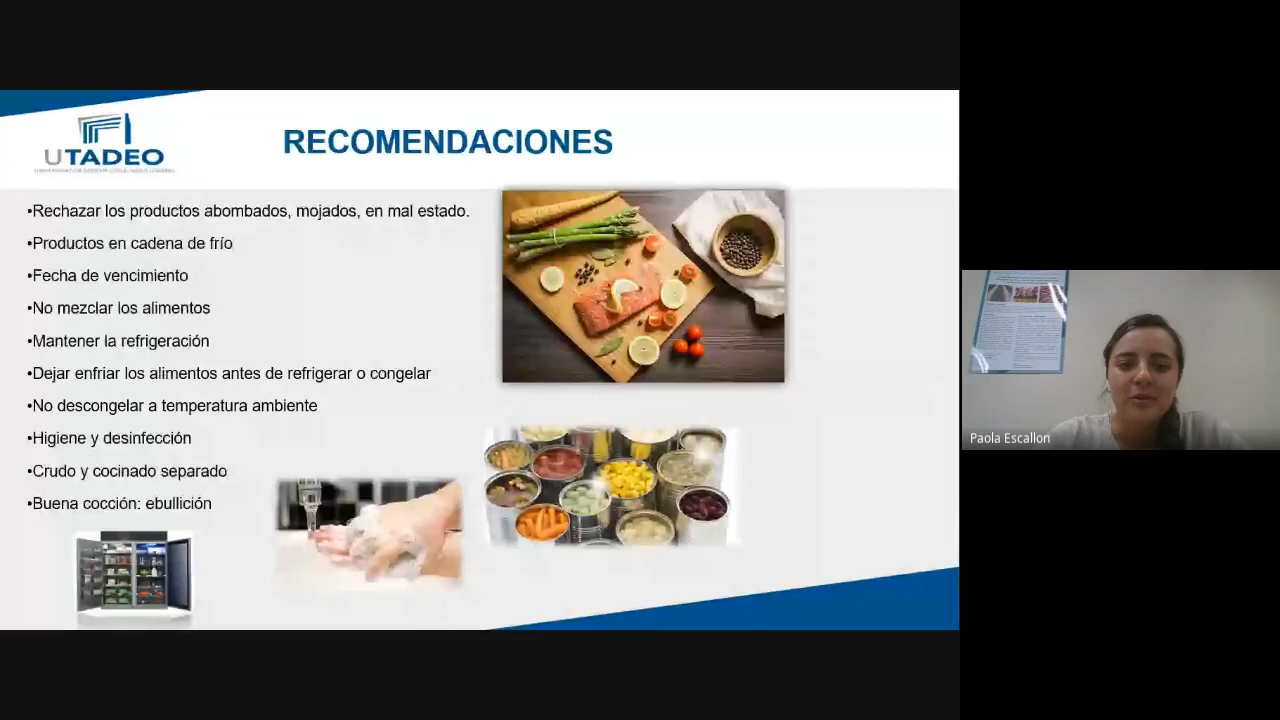 UTADEO
RECOMENDACIONES
•Rechazar los productos abombados, mojados, en mal estado.
•Productos en cadena de frío
•Fecha de vencimiento
•No mezclar los alimentos
•Mantener la refrigeración
•Dejar enfriar los alimentos antes de refrigerar o congelar
•No descongelar a temperatura ambiente
•Higiene y desinfección
•Crudo y cocinado separado
•Buena cocción: ebullición
Paola Escallon